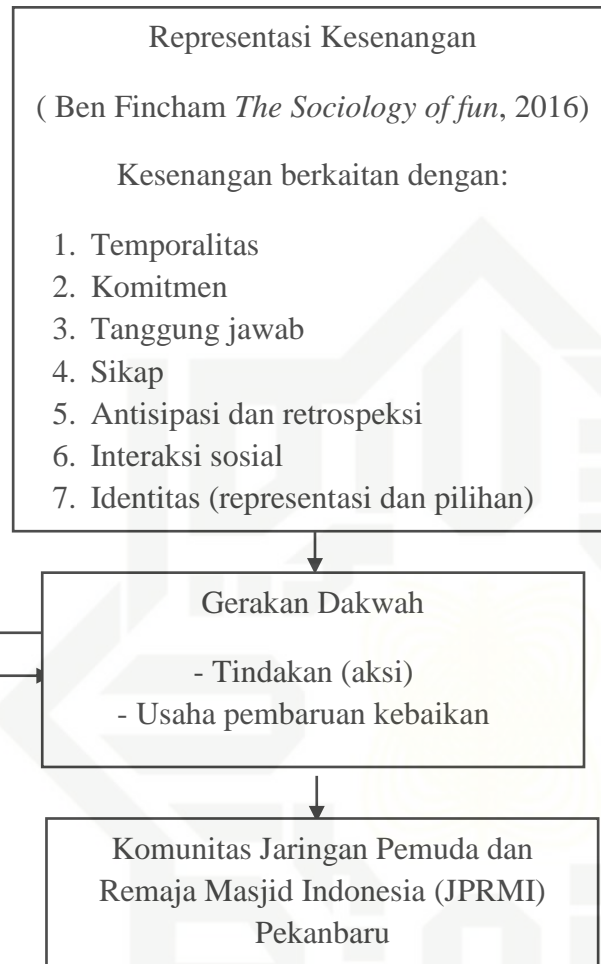 Representasi Kesenangan
( Ben Fincham The Sociology of fun, 2016)
Kesenangan berkaitan dengan:
1. Temporalitas
2. Komitmen
3. Tanggung jawab
4. Sikap
5. Antisipasi dan retrospeksi
6. Interaksi sosial
7. Identitas (representasi dan pilihan)
Gerakan Dakwah
- Tindakan (aksi)
- Usaha pembaruan kebaikan
Komunitas Jaringan Pemuda dan
Remaja Masjid Indonesia (JPRMI)
Pekanbaru